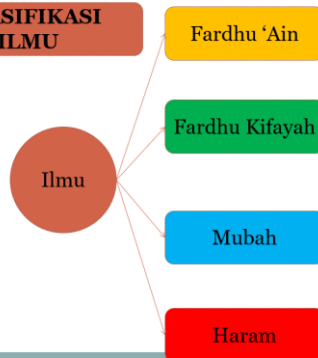 SIFIKASI
ILMU
Fardhu ‘Ain
Fardhu Kifayah
Ilmu
Mubah
Haram